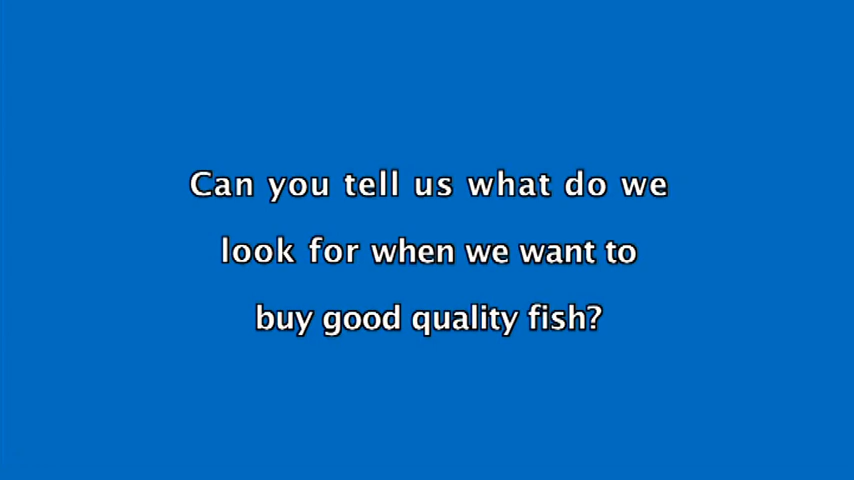 Can you tell us what do we
look for when we want to
buy good quality fish?